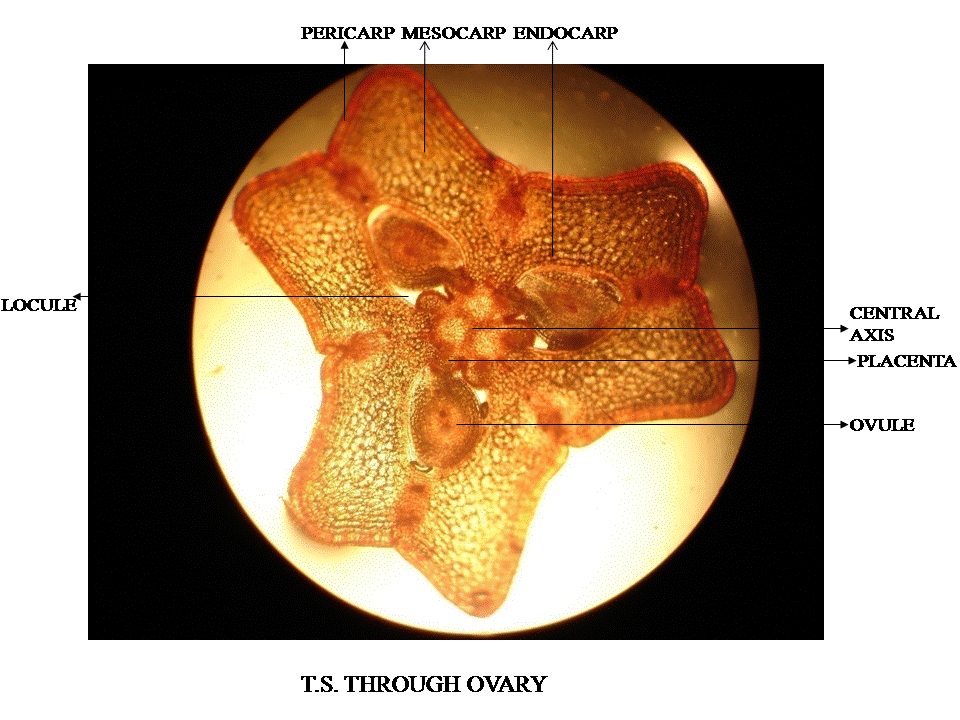 PERICARP MESOCARP ENDOCARP
LOCULE
CENTRAL
AXIS
PLACENTA
OVULE
T.S. THROUGH OVARY